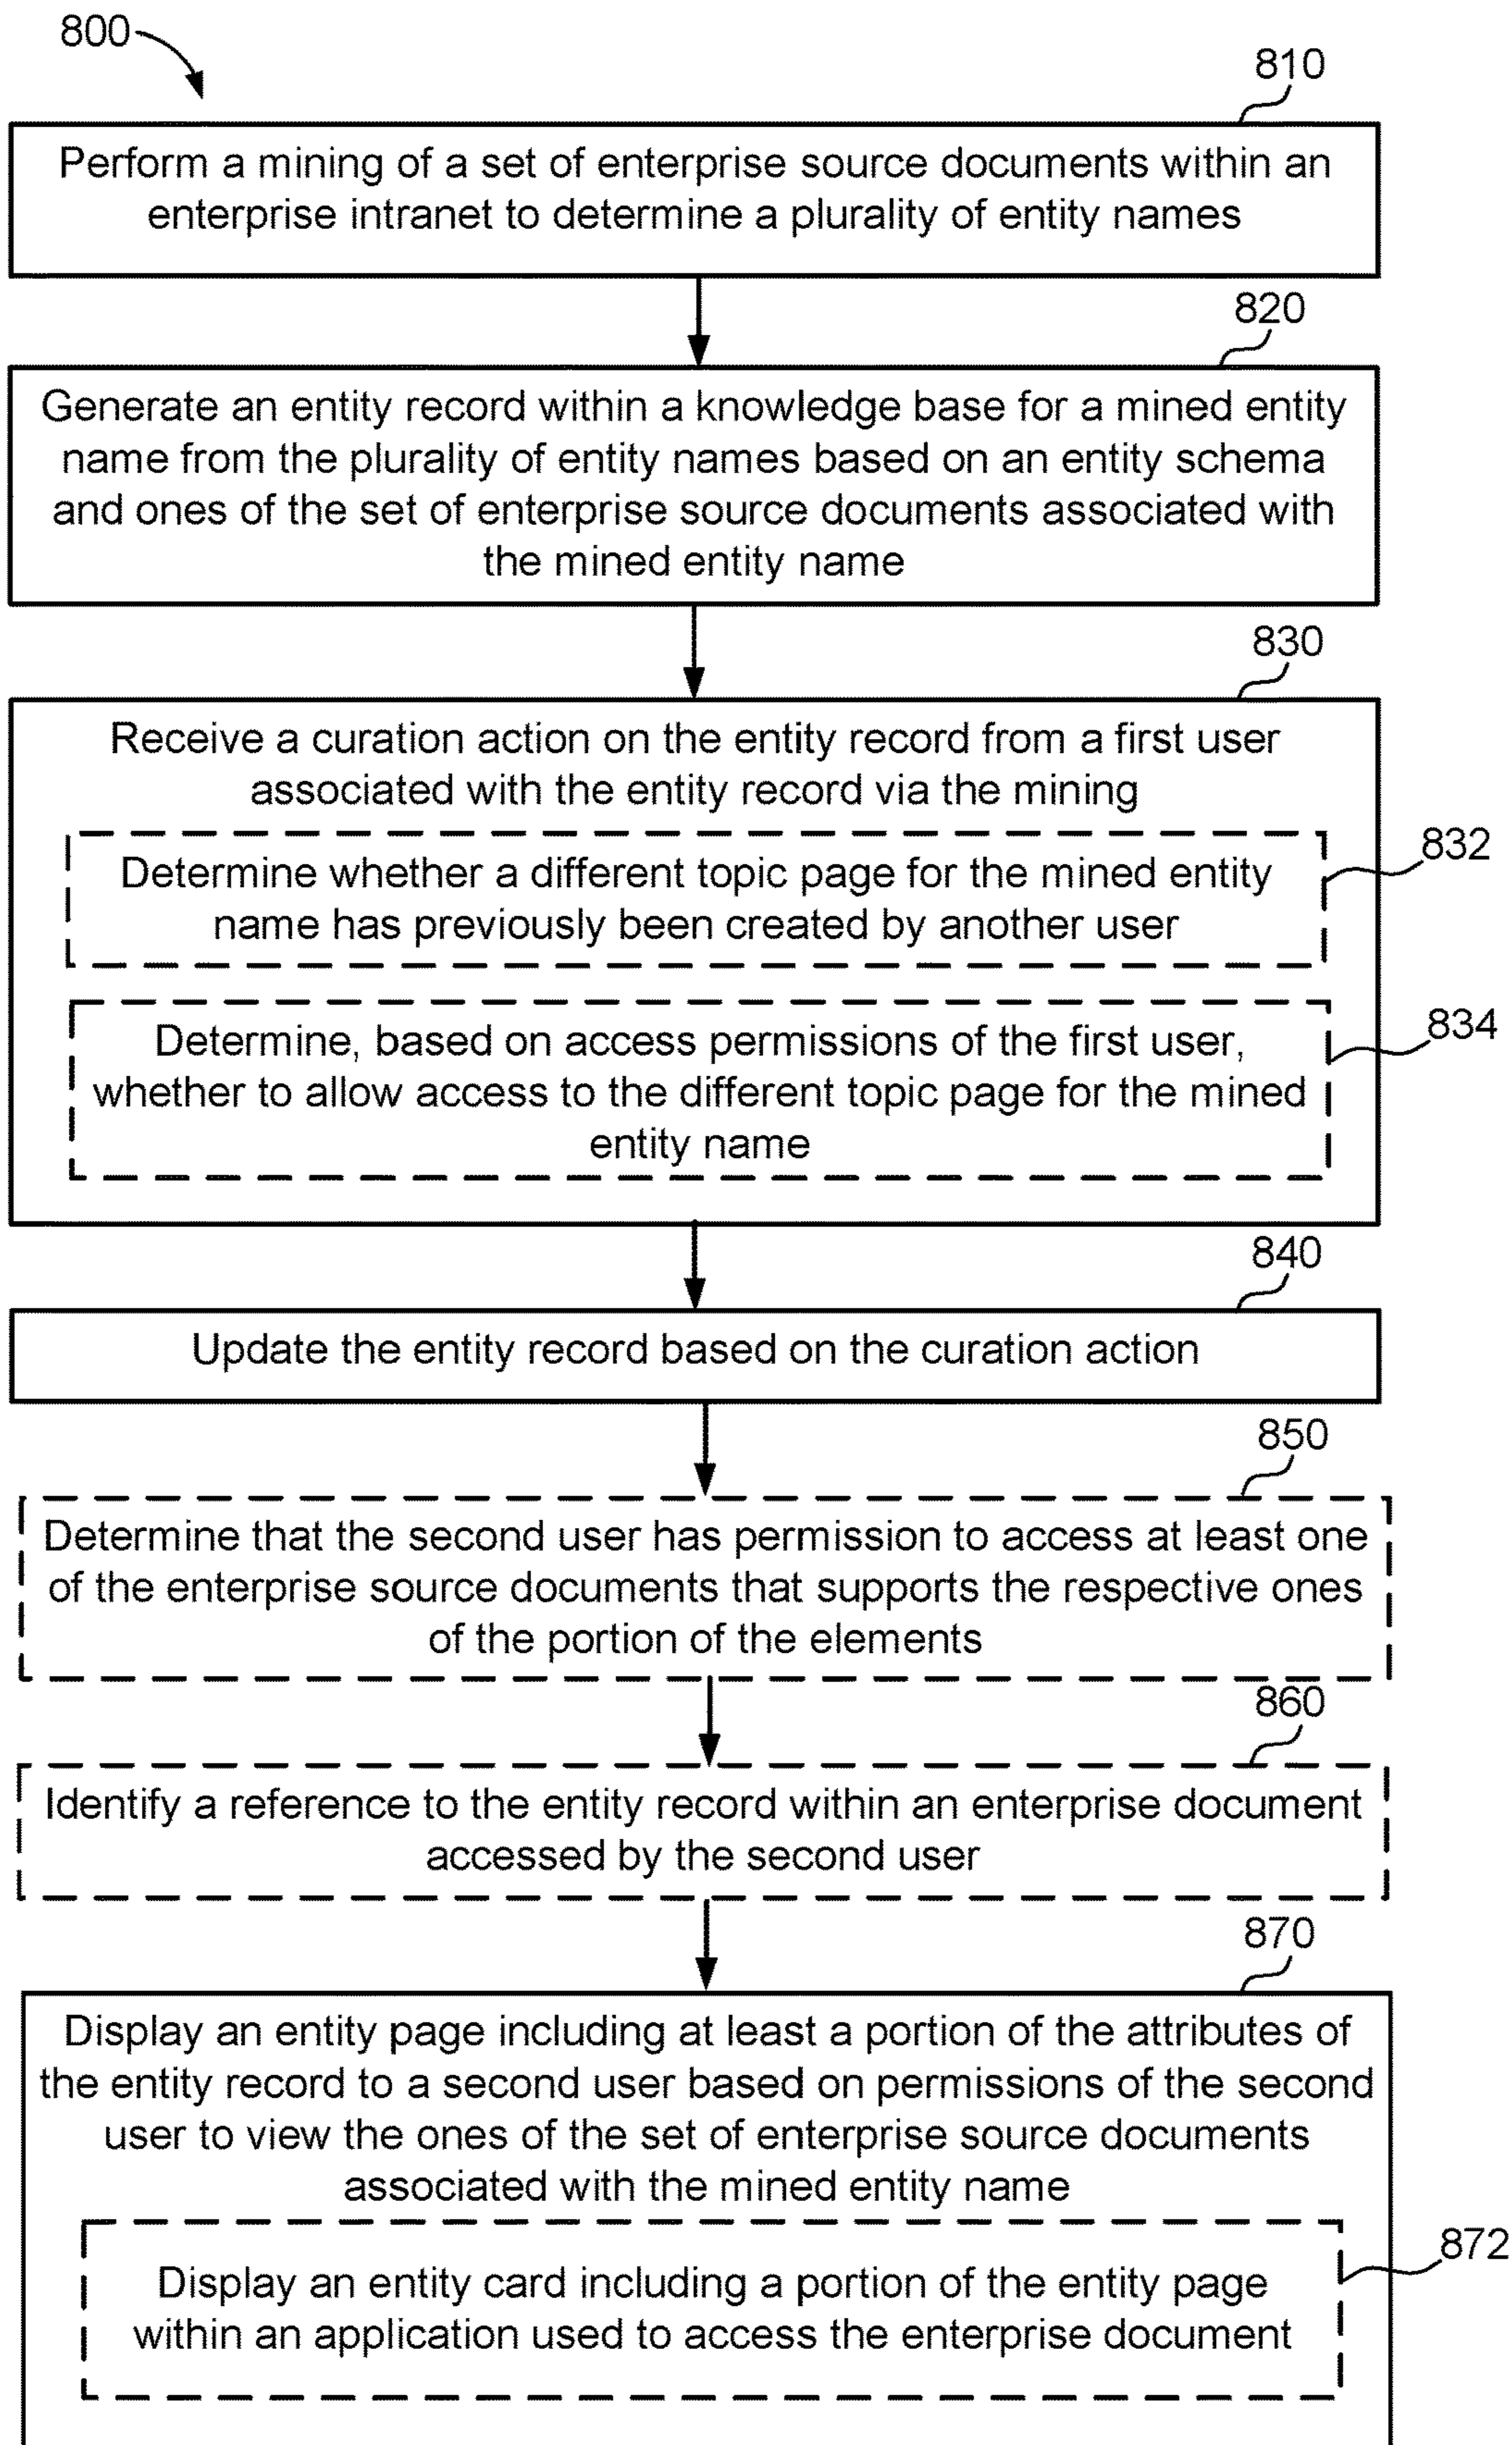 800
810
Perform a mining of a set of enterprise source documents within an
enterprise intranet to determine a plurality of entity names
820
Generate an entity record within a knowledge base for a mined entity
name from the plurality of entity names based on an entity schema
and ones of the set of enterprise source documents associated with
the mined entity name
830
Receive a curation action on the entity record from a first user
associated with the entity record via the mining
832
Determine whether a different topic page for the mined entity
name has previously been created by another user
834
Determine, based on access permissions of the first user,
whether to allow access to the different topic page for the mined
entity name
840
Update the entity record based on the curation action
850
Determine that the second user has permission to access at least one
of the enterprise source documents that supports the respective ones
of the portion of the elements
860
Identify a reference to the entity record within an enterprise document
accessed by the second user
870
Display an entity page including at least a portion of the attributes of
the entity record to a second user based on permissions of the second
user to view the ones of the set of enterprise source documents
associated with the mined entity name
872
Display an entity card including a portion of the entity page
within an application used to access the enterprise document